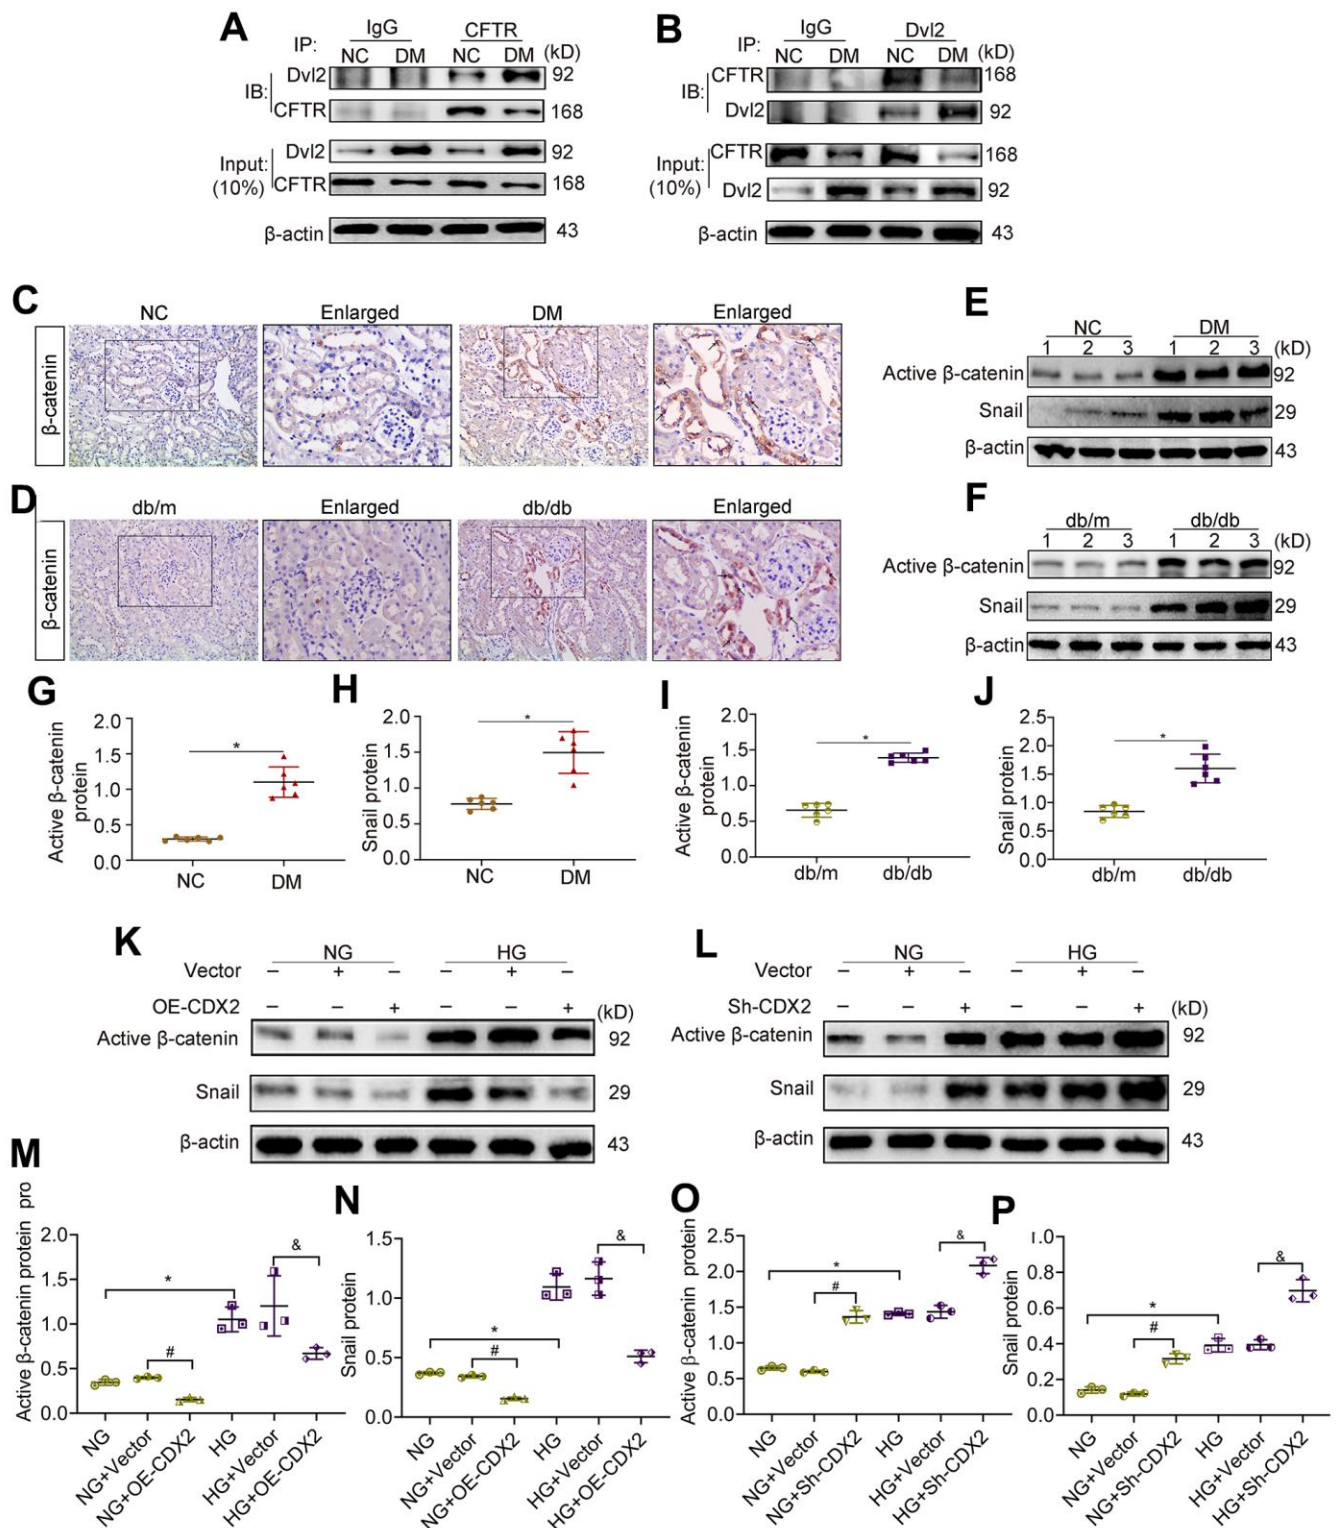 A
IgG CFTR
IP: NC DM NC DM (kD)
IB: Dvl2 92
CFTR 168
Input: (10%) Dvl2 92
CFTR 168
β-actin 43
B
IgG Dvl2
IP: NC DM NC DM (kD)
IB: CFTR 168
Dvl2 92
Input: (10%) CFTR 168
Dvl2 92
β-actin 43
C
NC Enlarged DM Enlarged
β-catenin
D
db/m Enlarged db/db Enlarged
β-catenin
E
NC DM
1 2 3 1 2 3 (kD)
Active β-catenin 92
Snail 29
β-actin 43
F
db/m db/db
1 2 3 1 2 3 (kD)
Active β-catenin 92
Snail 29
β-actin 43
G
Active β-catenin
protein
2.0
1.5
1.0
0.5
0.0
*
NC DM
H
Snail protein
2.0
1.5
1.0
0.5
0.0
*
NC DM
I
Active β-catenin
protein
2.0
1.5
1.0
0.5
0.0
*
db/m db/db
J
Snail protein
2.5
2.0
1.5
1.0
0.5
0.0
*
db/m db/db
K
NG HG
Vector − + − − + −
OE-CDX2 − − + − − + (kD)
Active β-catenin 92
Snail 29
β-actin 43
L
NG HG
Vector − + − − + −
Sh-CDX2 − − + − − + (kD)
Active β-catenin 92
Snail 29
β-actin 43
M
Active β-catenin protein pro
2.0
1.5
1.0
0.5
0.0
* # &
NG NG+Vector NG+OE-CDX2 HG HG+Vector HG+OE-CDX2
N
Snail protein
1.5
1.0
0.5
0.0
* # &
NG NG+Vector NG+OE-CDX2 HG HG+Vector HG+OE-CDX2
O
Active β-catenin protein
2.5
2.0
1.5
1.0
0.5
0.0
* # &
NG NG+Vector NG+Sh-CDX2 HG HG+Vector HG+Sh-CDX2
P
Snail protein
1.0
0.8
0.6
0.4
0.2
0.0
* # &
NG NG+Vector NG+Sh-CDX2 HG HG+Vector HG+Sh-CDX2